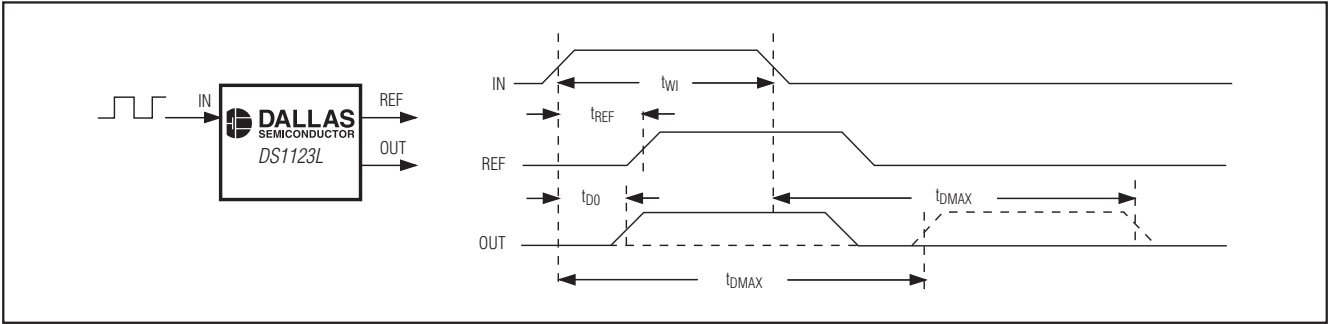 IN
DALLAS
SEMICONDUCTOR
DS1123L
REF
OUT
IN
tWI
tREF
REF
tD0
tDMAX
OUT
tDMAX